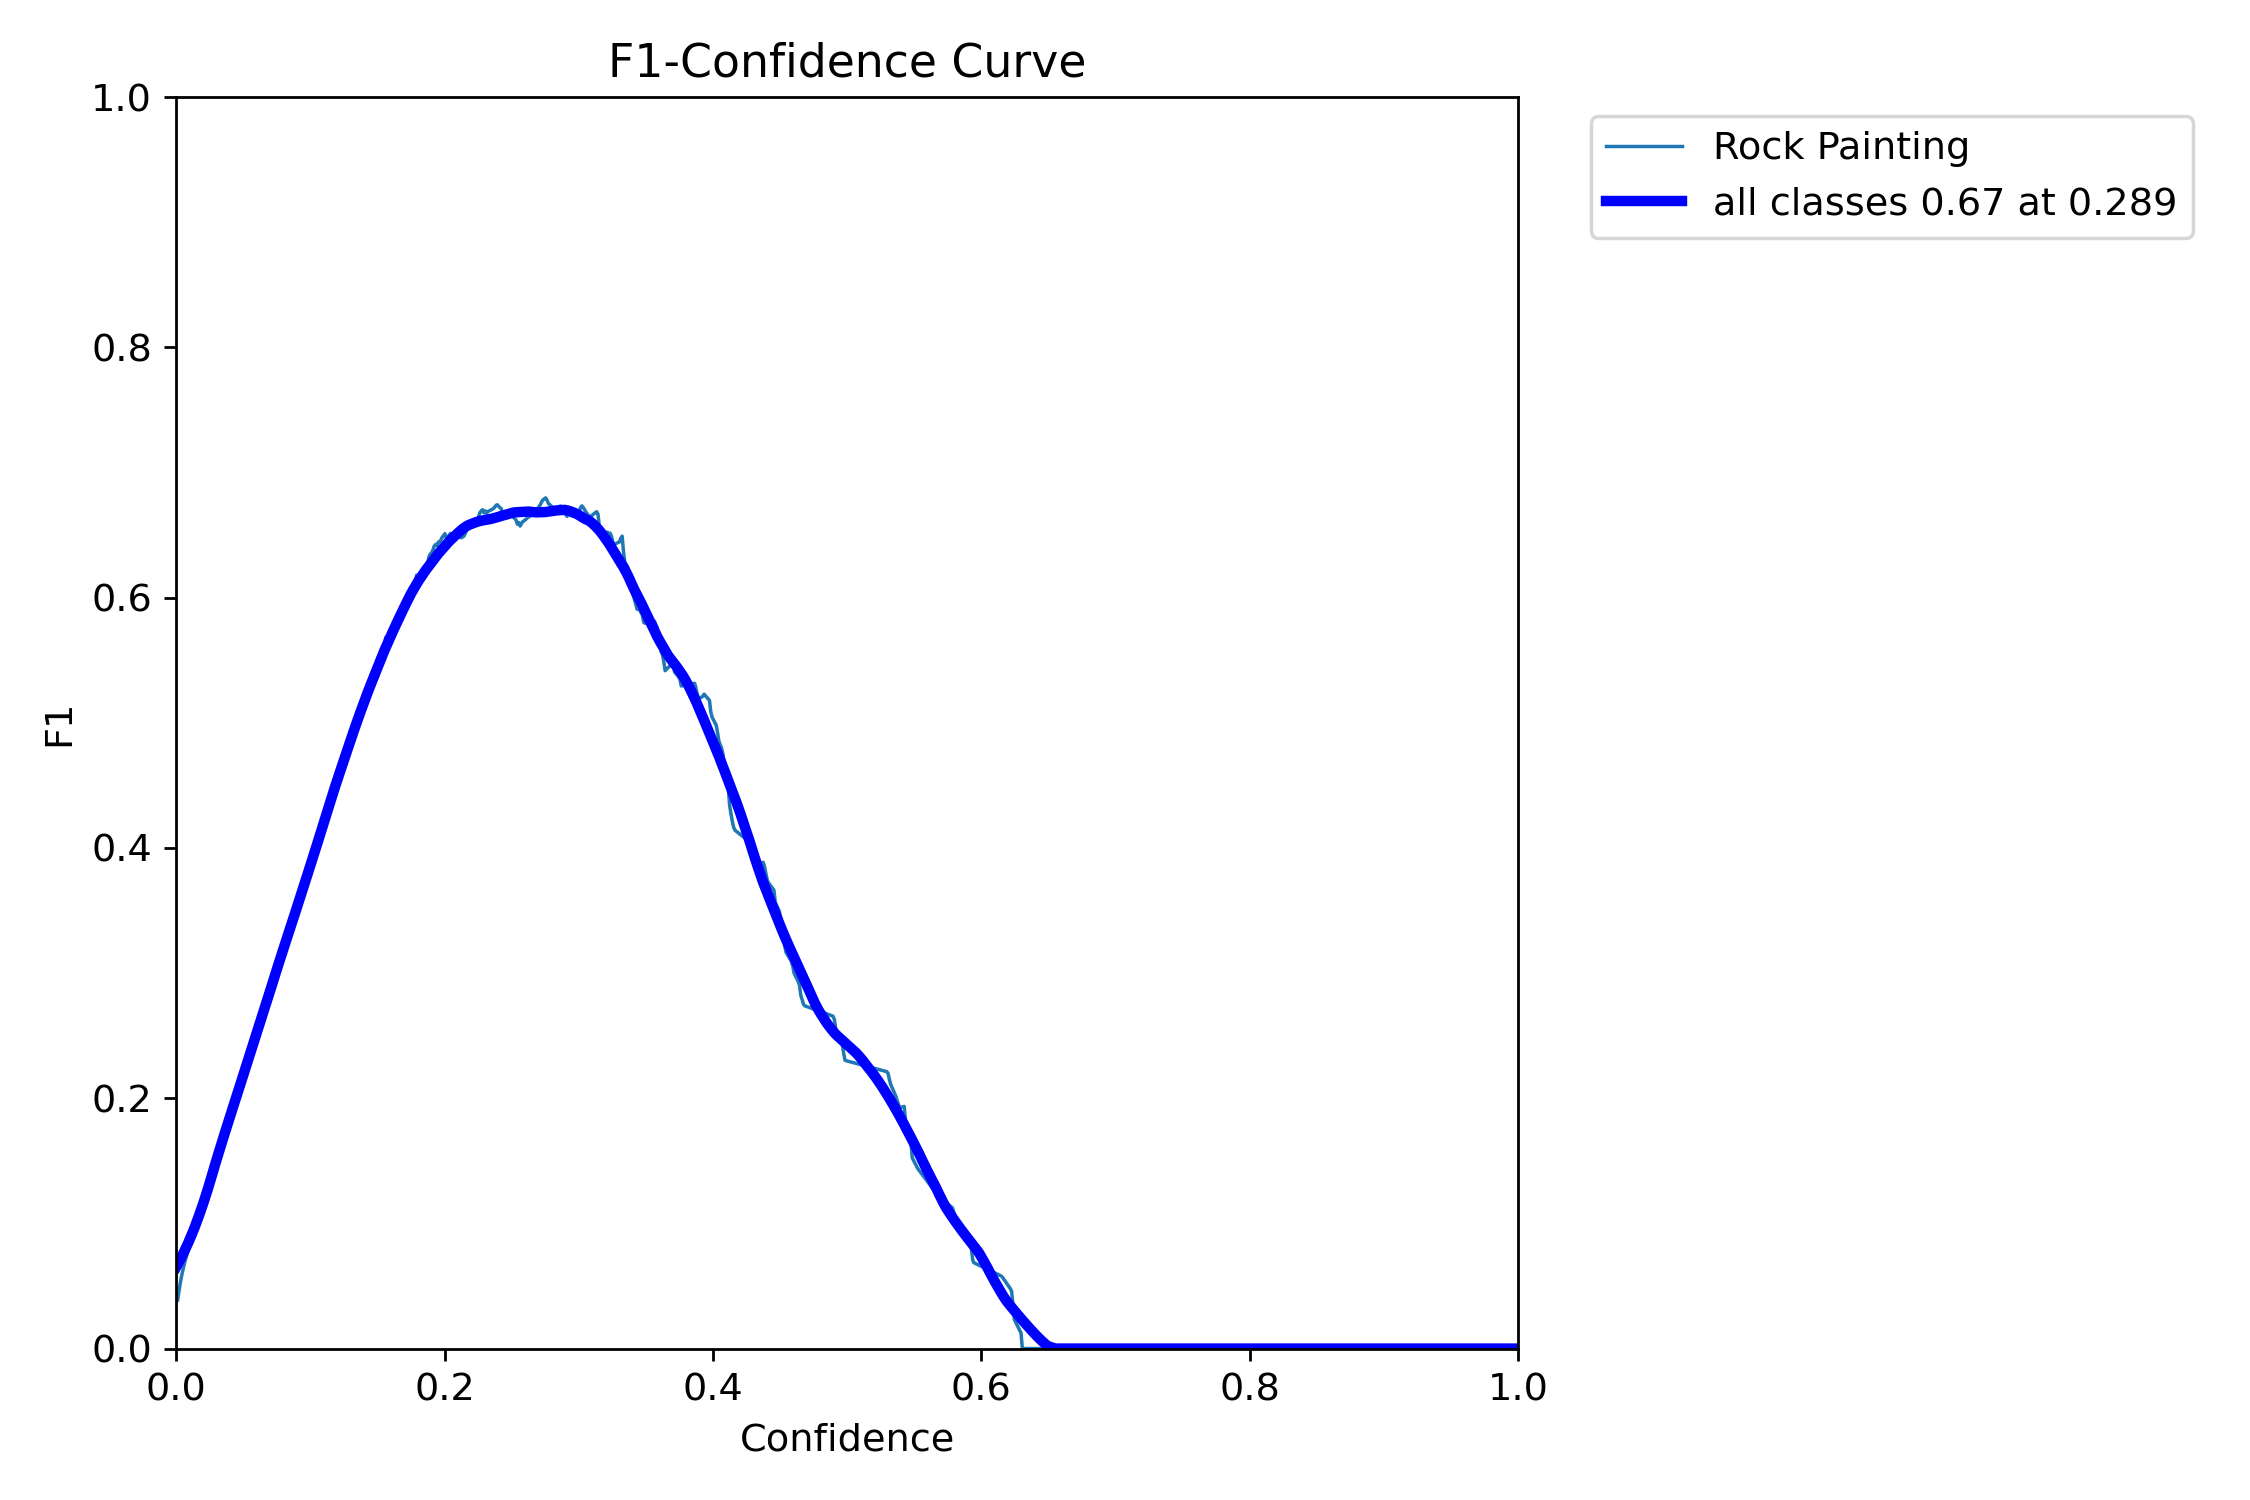 F1-Confidence Curve
Rock Painting
all classes 0.67 at 0.289
1.0
0.8
0.6
0.4
0.2
0.0
F1
0.0 0.2 0.4 0.6 0.8 1.0
Confidence